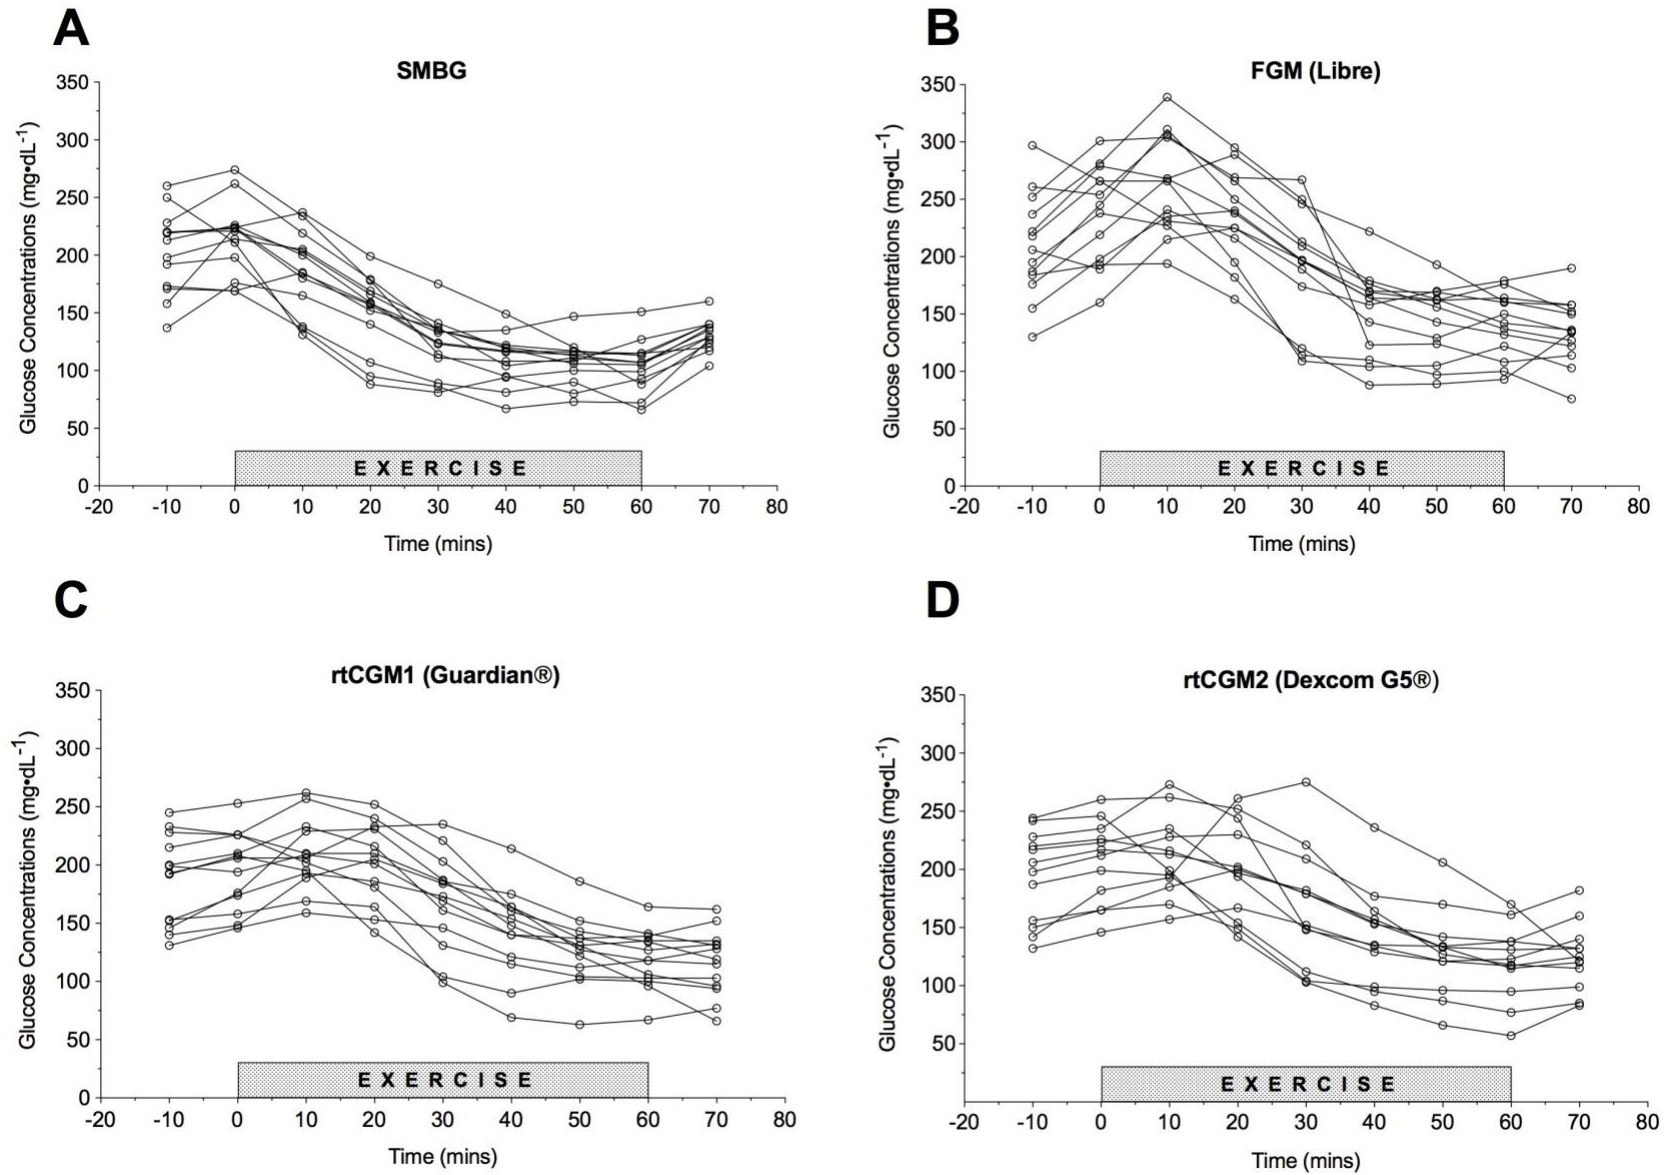 A
SMBG
Glucose Concentrations (mg•dL-1)
350
300
250
200
150
100
50
0
EXERCISE
-20 -10 0 10 20 30 40 50 60 70 80
Time (mins)
B
FGM (Libre)
Glucose Concentrations (mg•dL-1)
350
300
250
200
150
100
50
0
EXERCISE
-20 -10 0 10 20 30 40 50 60 70 80
Time (mins)
C
rtCGM1 (Guardian®)
Glucose Concentrations (mg•dL-1)
350
300
250
200
150
100
50
0
EXERCISE
-20 -10 0 10 20 30 40 50 60 70 80
Time (mins)
D
rtCGM2 (Dexcom G5®)
Glucose Concentrations (mg•dL-1)
350
300
250
200
150
100
50
EXERCISE
-20 -10 0 10 20 30 40 50 60 70 80
Time (mins)